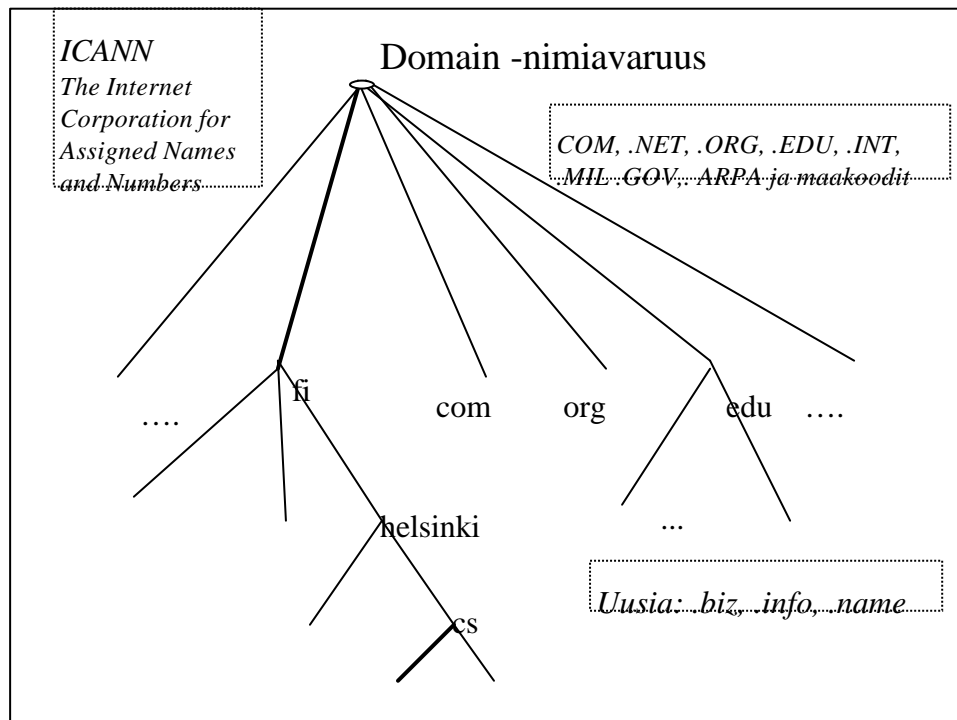 ICANN
The Internet
Corporation for
Assigned Names
and Numbers
Domain -nimiavaruus
COM, .NET, .ORG, .EDU, .INT,
.MIL .GOV,. ARPA ja maakoodit
fi
com
org
edu
....
....
helsinki
...
Uusia: .biz, .info, .name
cs